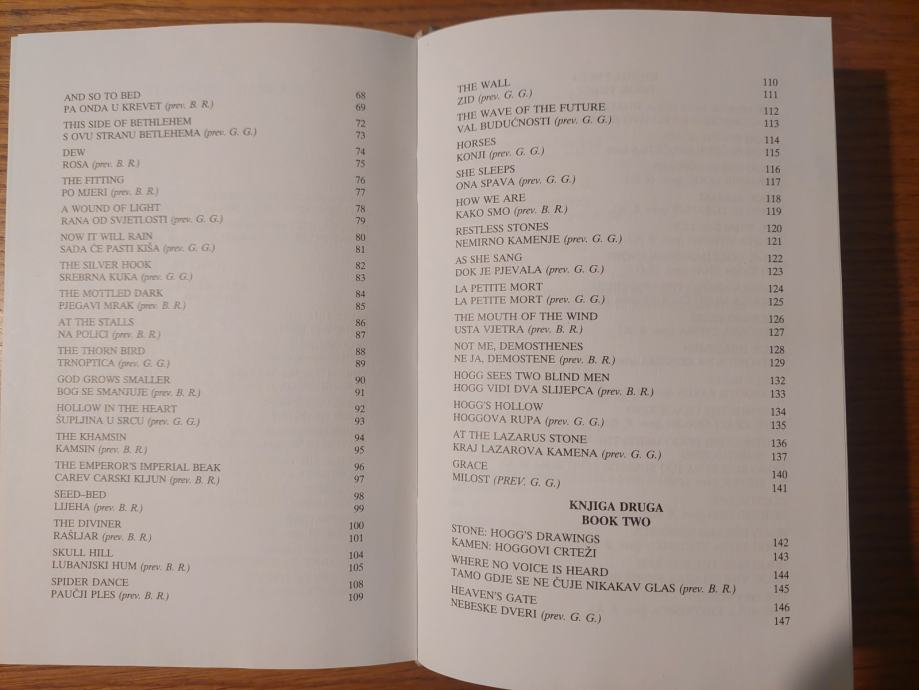 AND SO TO BED 68
PA ONDA U KREVET (prev. B. R.) 69
THIS SIDE OF BETHLEHEM 72
S OVU STRANU BETLEHEMA (prev. G. G.) 73
DEW 74
ROSA (prev. B. R.) 75
THE FITTING 76
PO MJERI (prev. B. R.) 77
A WOUND OF LIGHT 78
RANA OD SVJETLOSTI (prev. G. G.) 79
NOW IT WILL RAIN 80
SADA ĆE PASTI KIŠA (prev. G. G.) 81
THE SILVER HOOK 82
SREBRNA KUKA (prev. G. G.) 83
THE MOTTLED DARK 84
PJEGAVI MRAK (prev. B. R.) 85
AT THE STALLS 86
NA POLICI (prev. B. R.) 87
THE THORN BIRD 88
TRNOPTICA (prev. G. G.) 89
GOD GROWS SMALLER 90
BOG SE SMANJUJE (prev. B. R.) 91
HOLLOW IN THE HEART 92
ŠUPLJINA U SRCU (prev. G. G.) 93
THE KHAMSIN 94
KAMSIN (prev. B. R.) 95
THE EMPEROR'S IMPERIAL BEAK 96
CAREV CARSKI KLJUN (prev. B. R.) 97
SEED–BED 98
LIJEHA (prev. B. R.) 99
THE DIVINER 100
RAŠLJAR (prev. B. R.) 101
SKULL HILL 104
LUBANJSKI HUM (prev. B. R.) 105
SPIDER DANCE 108
PAUČJI PLES (prev. B. R.) 109
THE WALL 110
ZID (prev. G. G.) 111
THE WAVE OF THE FUTURE 112
VAL BUDUĆNOSTI (prev. G. G.) 113
HORSES 114
KONJI (prev. G. G.) 115
SHE SLEEPS 116
ONA SPAVA (prev. G. G.) 117
HOW WE ARE 118
KAKO SMO (prev. B. R.) 119
RESTLESS STONES 120
NEMIRNO KAMENJE (prev. G. G.) 121
AS SHE SANG 122
DOK JE PJEVALA (prev. G. G.) 123
LA PETITE MORT 124
LA PETITE MORT (prev. G. G.) 125
THE MOUTH OF THE WIND 126
USTA VJETRA (prev. B. R.) 127
NOT ME, DEMOSTHENES 128
NE JA, DEMOSTENE (prev. B. R.) 129
HOGG SEES TWO BLIND MEN 132
HOGG VIDI DVA SLIJEPCA (prev. B. R.) 133
HOGG'S HOLLOW 134
HOGGOVA RUPA (prev. G. G.) 135
AT THE LAZARUS STONE 136
KRAJ LAZAROVA KAMENA (prev. G. G.) 137
GRACE 140
MILOST (PREV. G. G.) 141
KNJIGA DRUGA
BOOK TWO
STONE: HOGG'S DRAWINGS 142
KAMEN: HOGGOVI CRTEŽI 143
WHERE NO VOICE IS HEARD 144
TAMO GDJE SE NE ČUJE NIKAKAV GLAS (prev. B. R.) 145
HEAVEN'S GATE 146
NEBESKE DVERI (prev. G. G.) 147